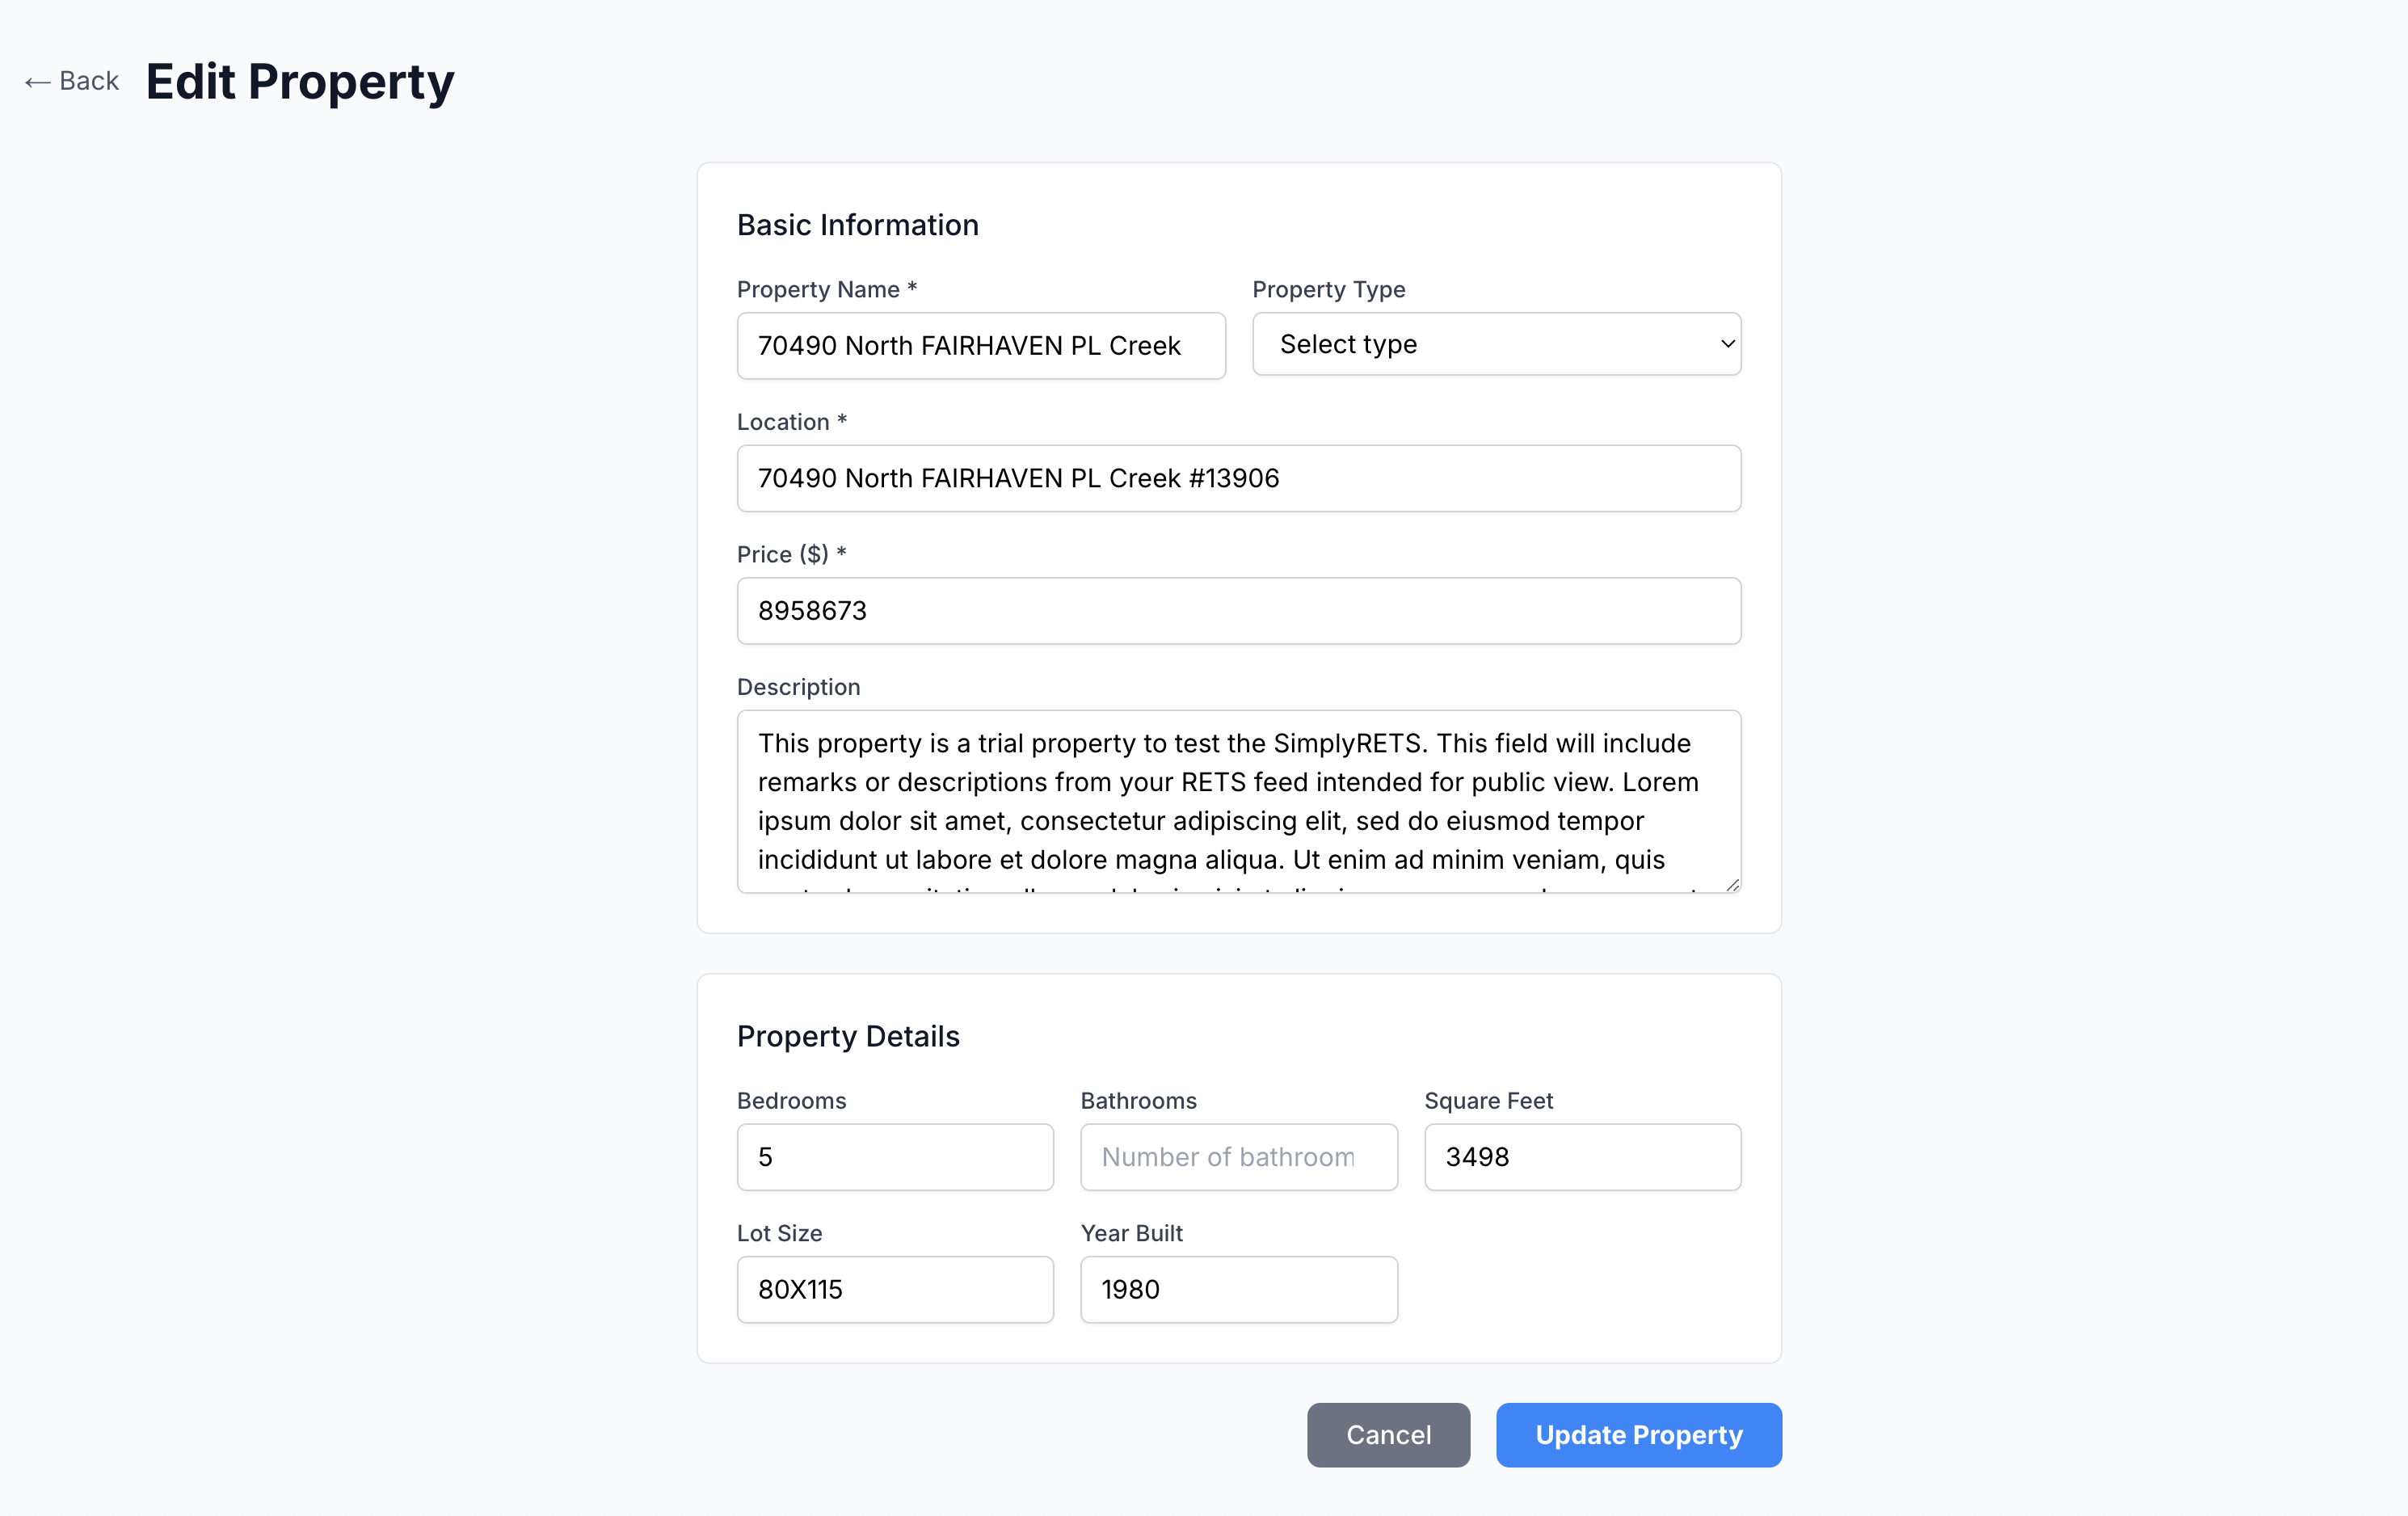 ← Back Edit Property
Basic Information
Property Name * Property Type
70490 North FAIRHAVEN PL Creek Select type
Location *
70490 North FAIRHAVEN PL Creek #13906
Price ($) *
8958673
Description
This property is a trial property to test the SimplyRETS. This field will include
remarks or descriptions from your RETS feed intended for public view. Lorem
ipsum dolor sit amet, consectetur adipiscing elit, sed do eiusmod tempor
incididunt ut labore et dolore magna aliqua. Ut enim ad minim veniam, quis
Property Details
Bedrooms Bathrooms Square Feet
5 Number of bathroom 3498
Lot Size Year Built
80X115 1980
Cancel Update Property